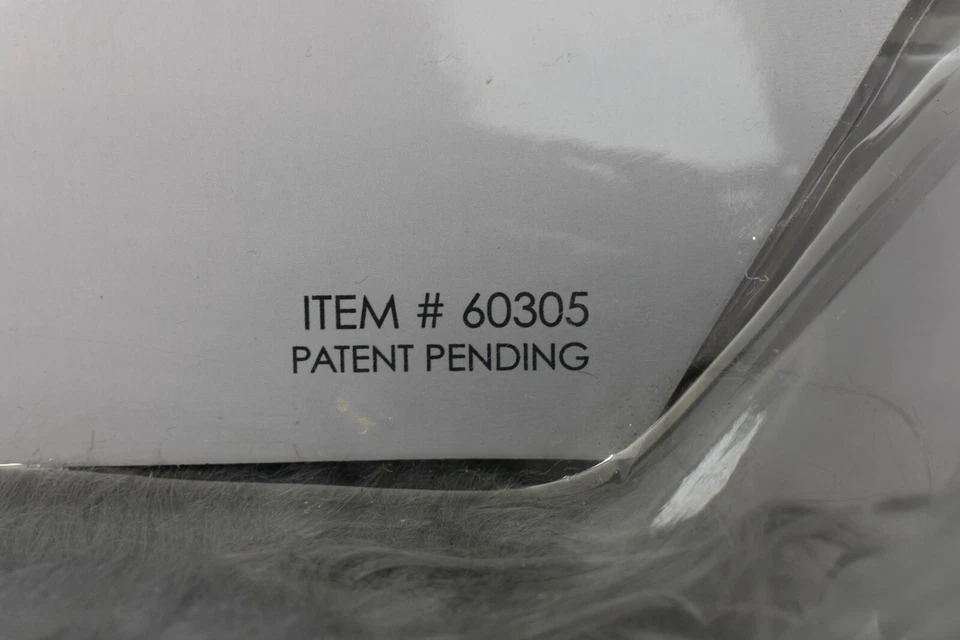 ITEM # 60305
PATENT PENDING